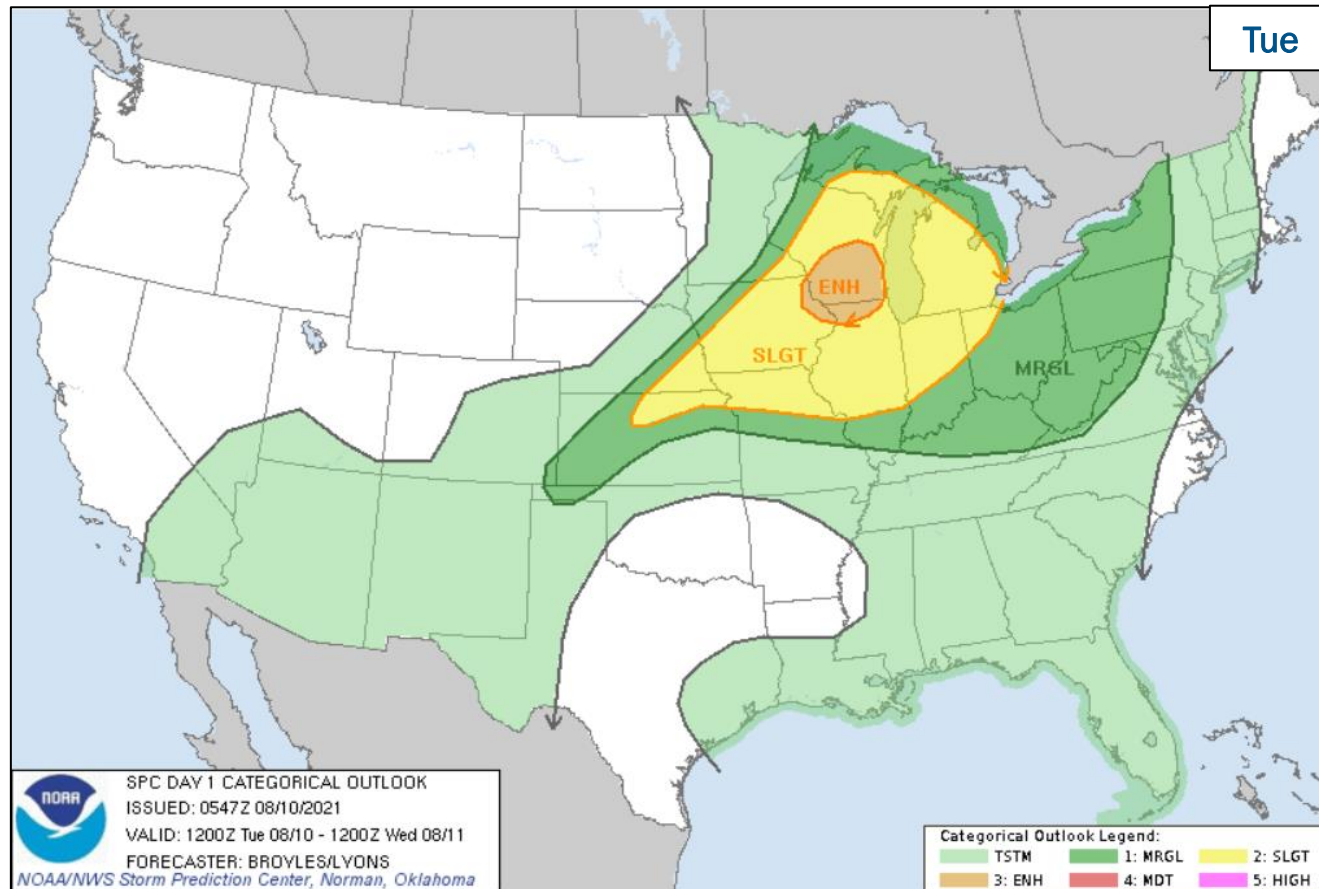 Tue
ENH
SLGT
MRGL
NOAA
SPC DAY 1 CATEGORICAL OUTLOOK
ISSUED: 0547Z 08/10/2021
VALID: 1200Z Tue 08/10 - 1200Z Wed 08/11
FORECASTER: BROYLES/LYONS
NOAA/NWS Storm Prediction Center, Norman, Oklahoma
Categorical Outlook Legend:
TSTM 1: MRGL 2: SLGT
3: ENH 4: MDT 5: HIGH